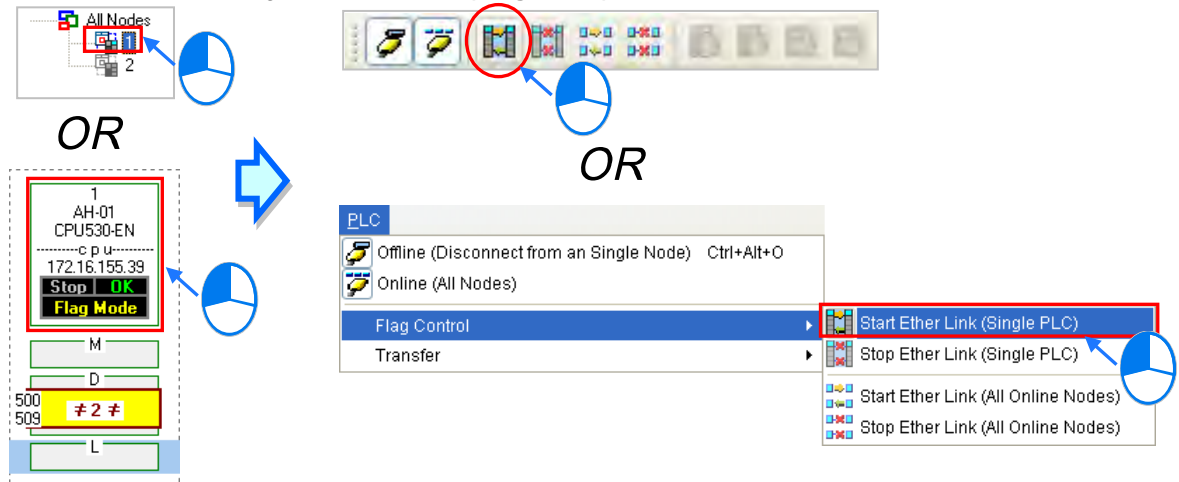 All Nodes
1
2
OR
1
AH-01
CPU530-EN
---------c p u---------
172.16.155.39
Stop OK
Flag Mode
M
D
500
509
≠ 2 ≠
L
OR
PLC
Offline (Disconnect from an Single Node) Ctrl+Alt+O
Online (All Nodes)
Flag Control
Transfer
Start Ether Link (Single PLC)
Stop Ether Link (Single PLC)
Start Ether Link (All Online Nodes)
Stop Ether Link (All Online Nodes)